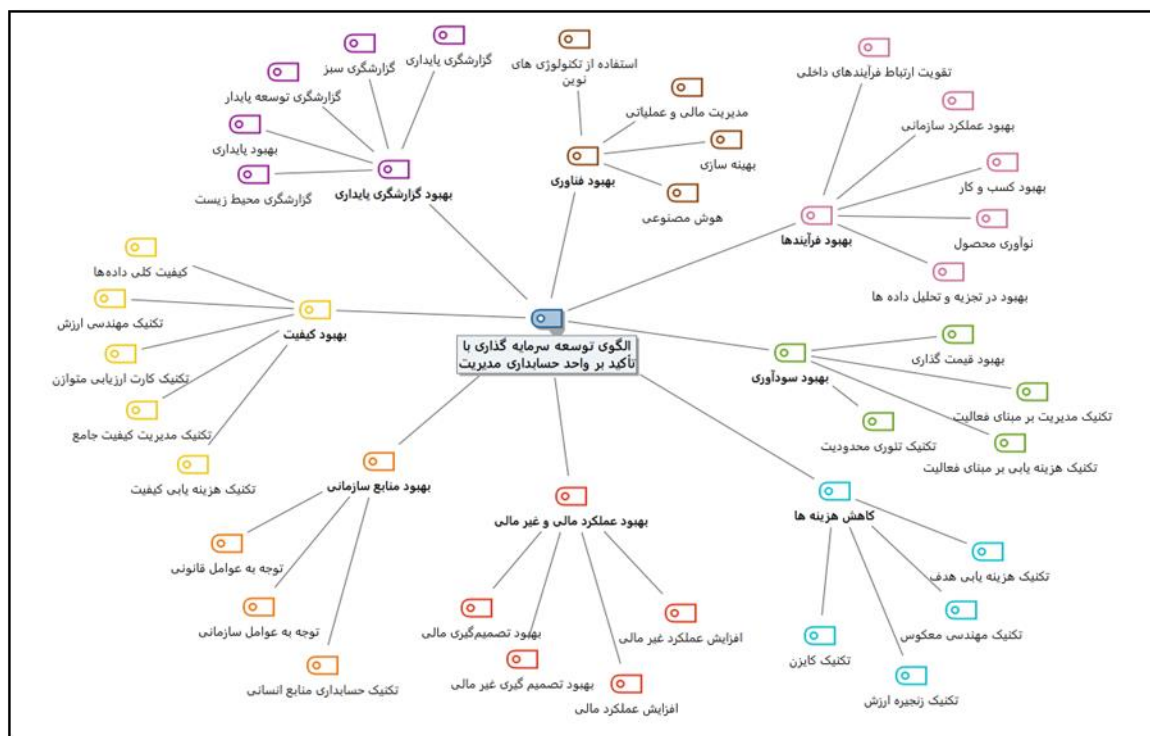 گزارشگری پایداری
گزارشگری سبز
گزارشگری توسعه پایدار
بهبود پایداری
گزارشگری محیط زیست
بهبود گزارشگری پایداری
استفاده از تکنولوژی های
نوین
مدیریت مالی و عملیاتی
بهینه سازی
هوش مصنوعی
بهبود فناوری
تقویت ارتباط فرآیندهای داخلی
بهبود عملکرد سازمانی
بهبود کسب و کار
نوآوری محصول
بهبود در تجزیه و تحلیل داده ها
بهبود فرآیندها
کیفیت کلی داده‌ها
تکنیک مهندسی ارزش
تکنیک کارت ارزیابی متوازن
تکنیک مدیریت کیفیت جامع
تکنیک هزینه یابی کیفیت
بهبود کیفیت
الگوی توسعه سرمایه گذاری با
تأکید بر واحد حسابداری مدیریت
بهبود قیمت گذاری
تکنیک مدیریت بر مبنای فعالیت
تکنیک تئوری محدودیت
تکنیک هزینه یابی بر مبنای فعالیت
بهبود سودآوری
بهبود منابع سازمانی
توجه به عوامل قانونی
توجه به عوامل سازمانی
تکنیک حسابداری منابع انسانی
بهبود عملکرد مالی و غیر مالی
بهبود تصمیم‌گیری مالی
بهبود تصمیم گیری غیر مالی
افزایش عملکرد مالی
افزایش عملکرد غیر مالی
کاهش هزینه ها
تکنیک هزینه یابی هدف
تکنیک مهندسی معکوس
تکنیک کایزن
تکنیک زنجیره ارزش